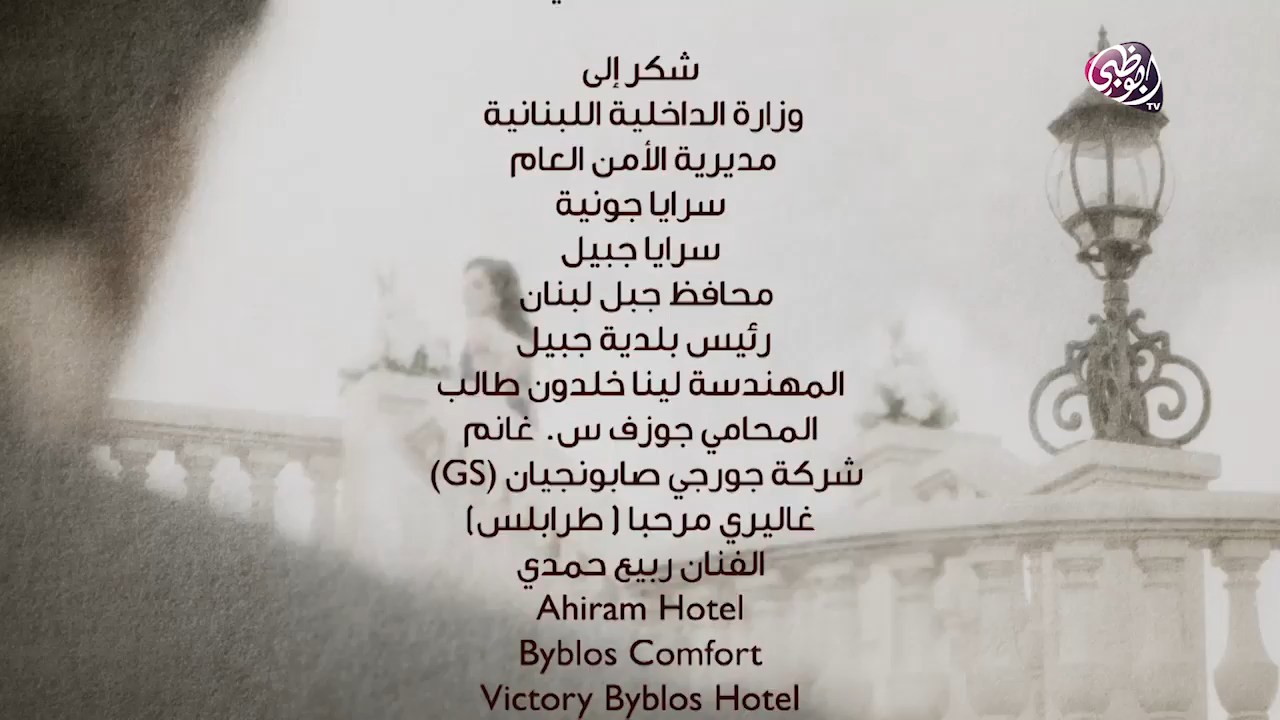 شكر إلى
وزارة الداخلية اللبنانية
مديرية الأمن العام
سرايا جونية
سرايا جبيل
محافظ جبل لبنان
رئيس بلدية جبيل
المهندسة لينا خلدون طالب
المحامي جوزف س. غانم
شركة جورجي صابونجيان (GS)
غاليري مرحبا ( طرابلس)
الفنان ربيع حمدي
Ahiram Hotel
Byblos Comfort
Victory Byblos Hotel
أبوظبي
TV